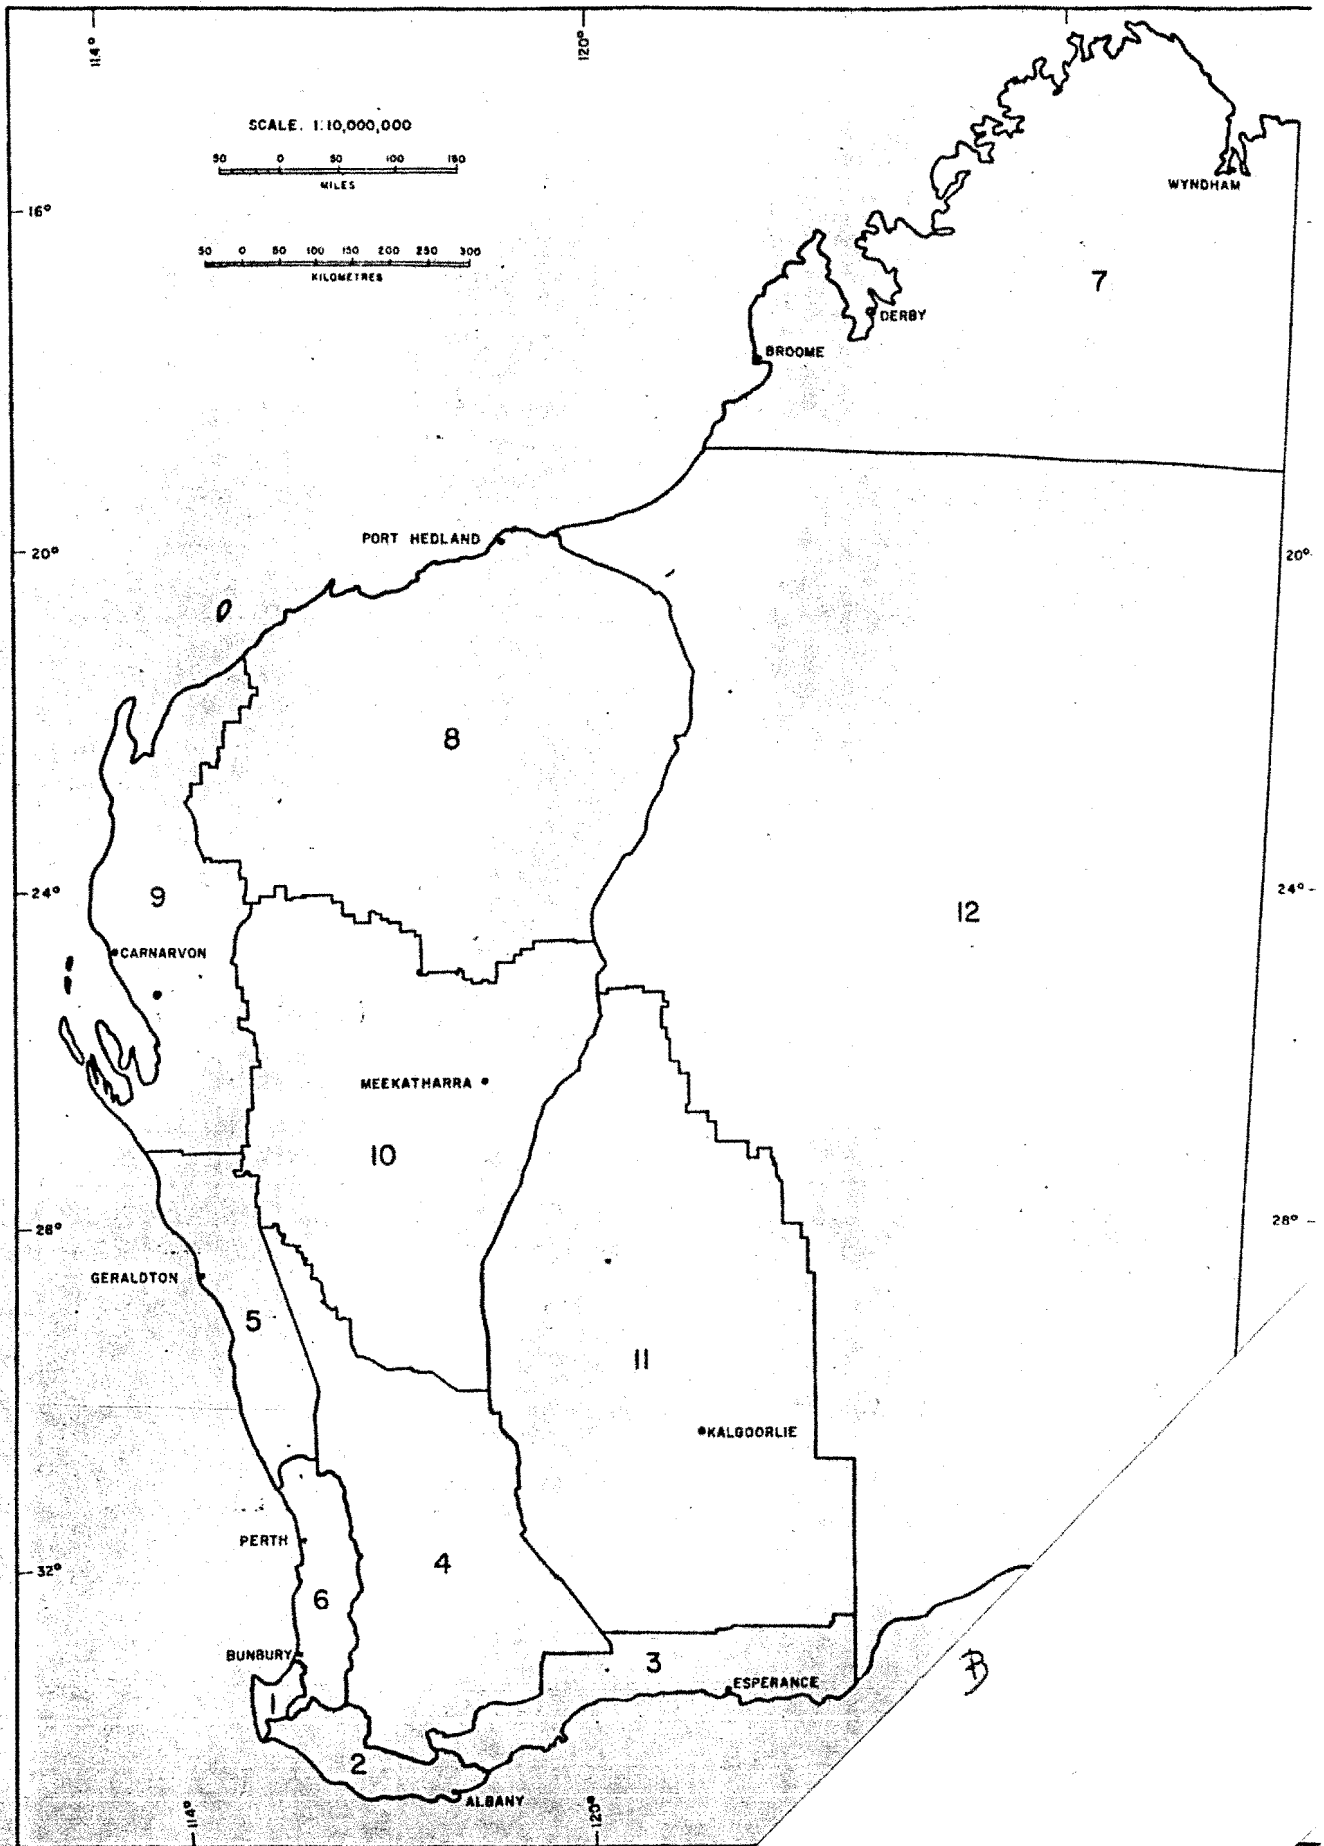 114°
120°
SCALE. 1:10,000,000
50 0 50 100 150
MILES
WYNDHAM
16°
50 0 50 100 150 200 250 300
KILOMETRES
7
DERBY
BROOME
PORT HEDLAND
20°
20°
8
9
24°
24°
12
CARNARVON
MEEKATHARRA
10
28°
28°
GERALDTON
5
11
KALGOORLIE
PERTH
4
32°
6
BUNBURY
3
B
ESPERANCE
1
2
ALBANY
114°
120°